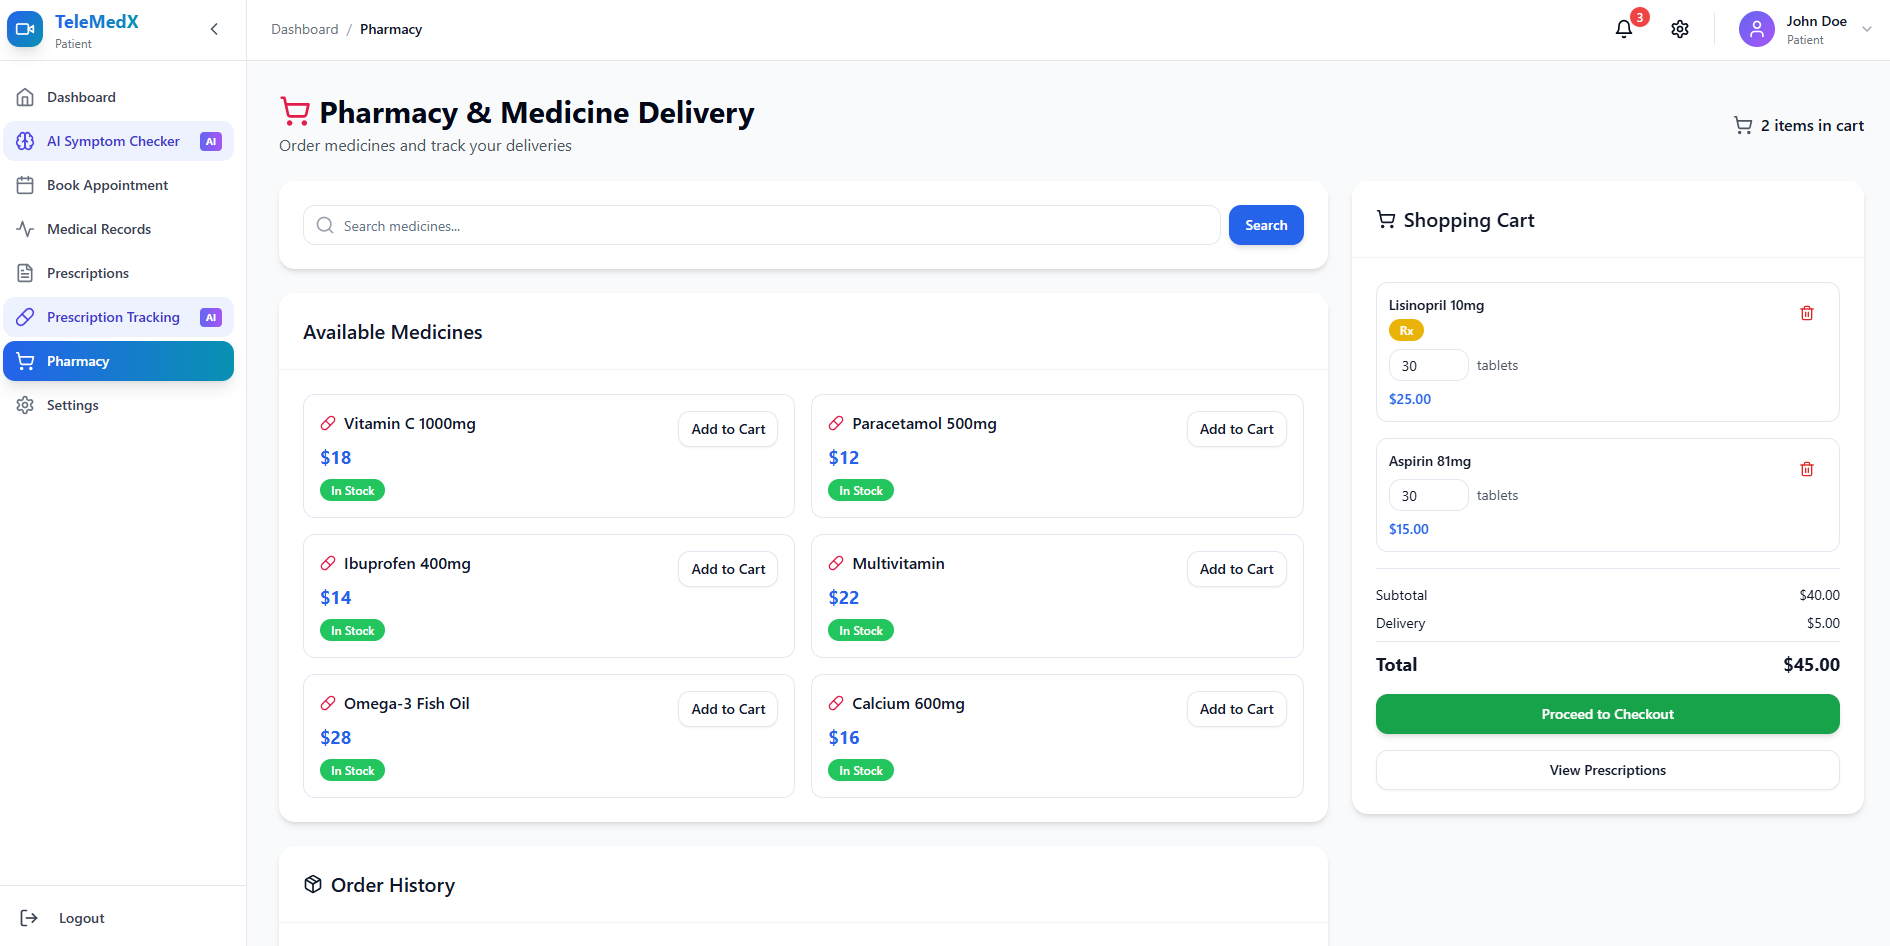 TeleMedX
Patient
Dashboard
AI Symptom Checker AI
Book Appointment
Medical Records
Prescriptions
Prescription Tracking AI
Pharmacy
Settings
Logout
Dashboard / Pharmacy
3
John Doe
Patient
Pharmacy & Medicine Delivery
Order medicines and track your deliveries
2 items in cart
Search medicines...
Search
Available Medicines
Vitamin C 1000mg
Add to Cart
$18
In Stock
Paracetamol 500mg
Add to Cart
$12
In Stock
Ibuprofen 400mg
Add to Cart
$14
In Stock
Multivitamin
Add to Cart
$22
In Stock
Omega-3 Fish Oil
Add to Cart
$28
In Stock
Calcium 600mg
Add to Cart
$16
In Stock
Order History
Shopping Cart
Lisinopril 10mg
Rx
30 tablets
$25.00
Aspirin 81mg
30 tablets
$15.00
Subtotal $40.00
Delivery $5.00
Total $45.00
Proceed to Checkout
View Prescriptions